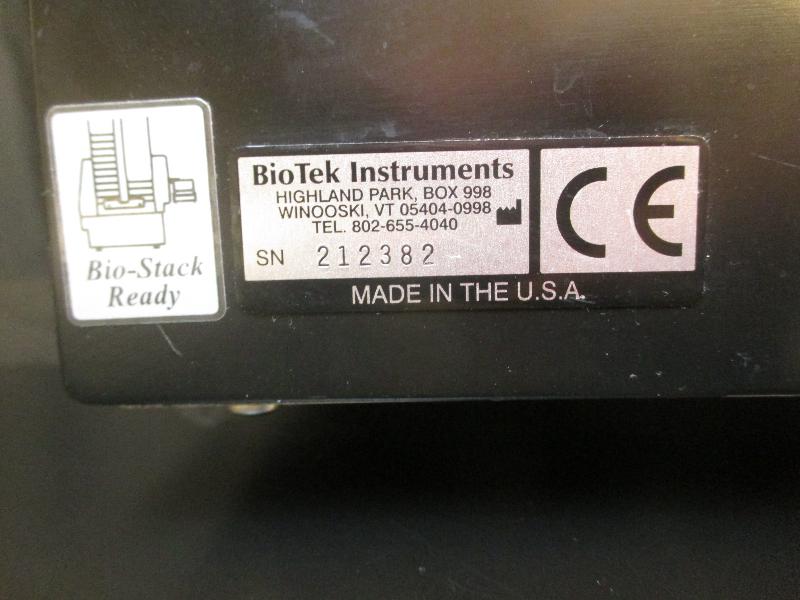 Bio-Stack
Ready
BioTek Instruments
HIGHLAND PARK, BOX 998
WINOOSKI, VT 05404-0998
TEL. 802-655-4040
SN 212382
CE
MADE IN THE U.S.A.